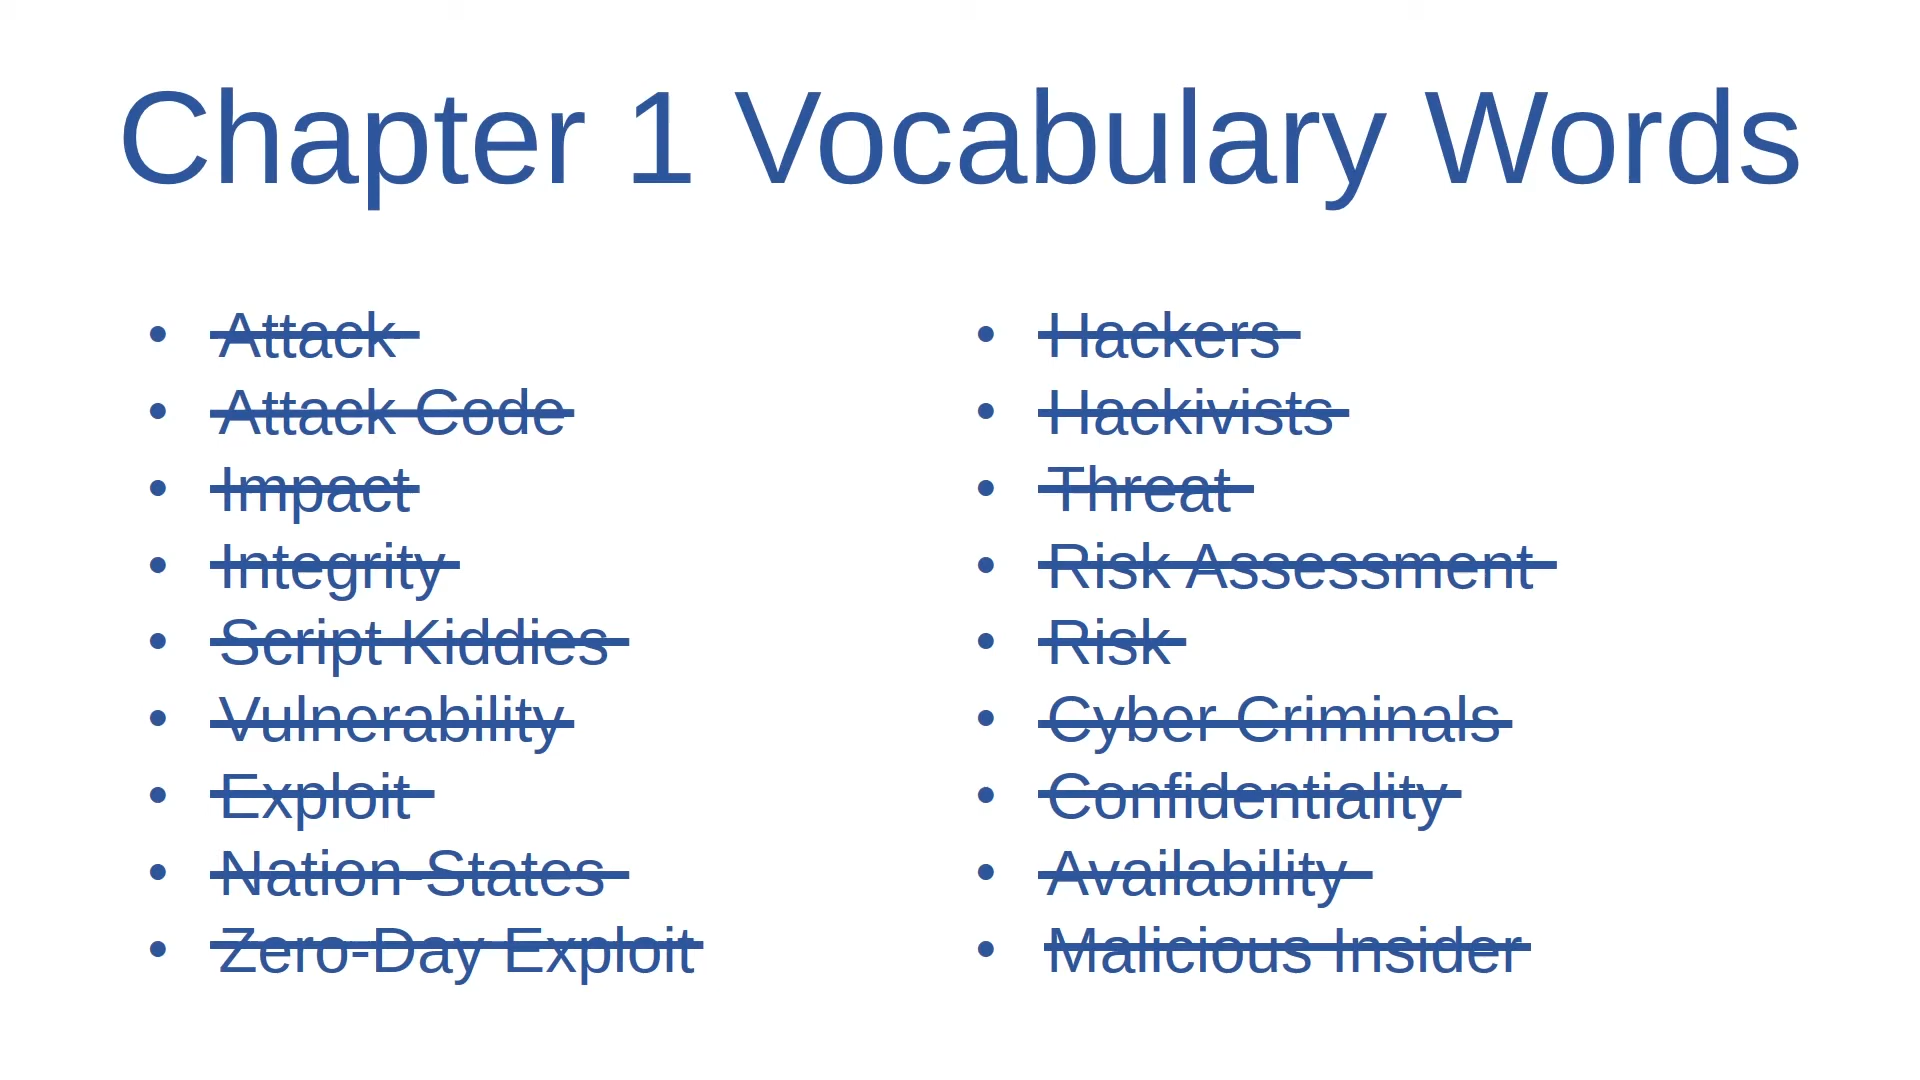 Chapter 1 Vocabulary Words
• Attack
• Attack Code
• Impact
• Integrity
• Script Kiddies
• Vulnerability
• Exploit
• Nation-States
• Zero-Day Exploit
• Hackers
• Hackivists
• Threat
• Risk Assessment
• Risk
• Cyber Criminals
• Confidentiality
• Availability
• Malicious Insider